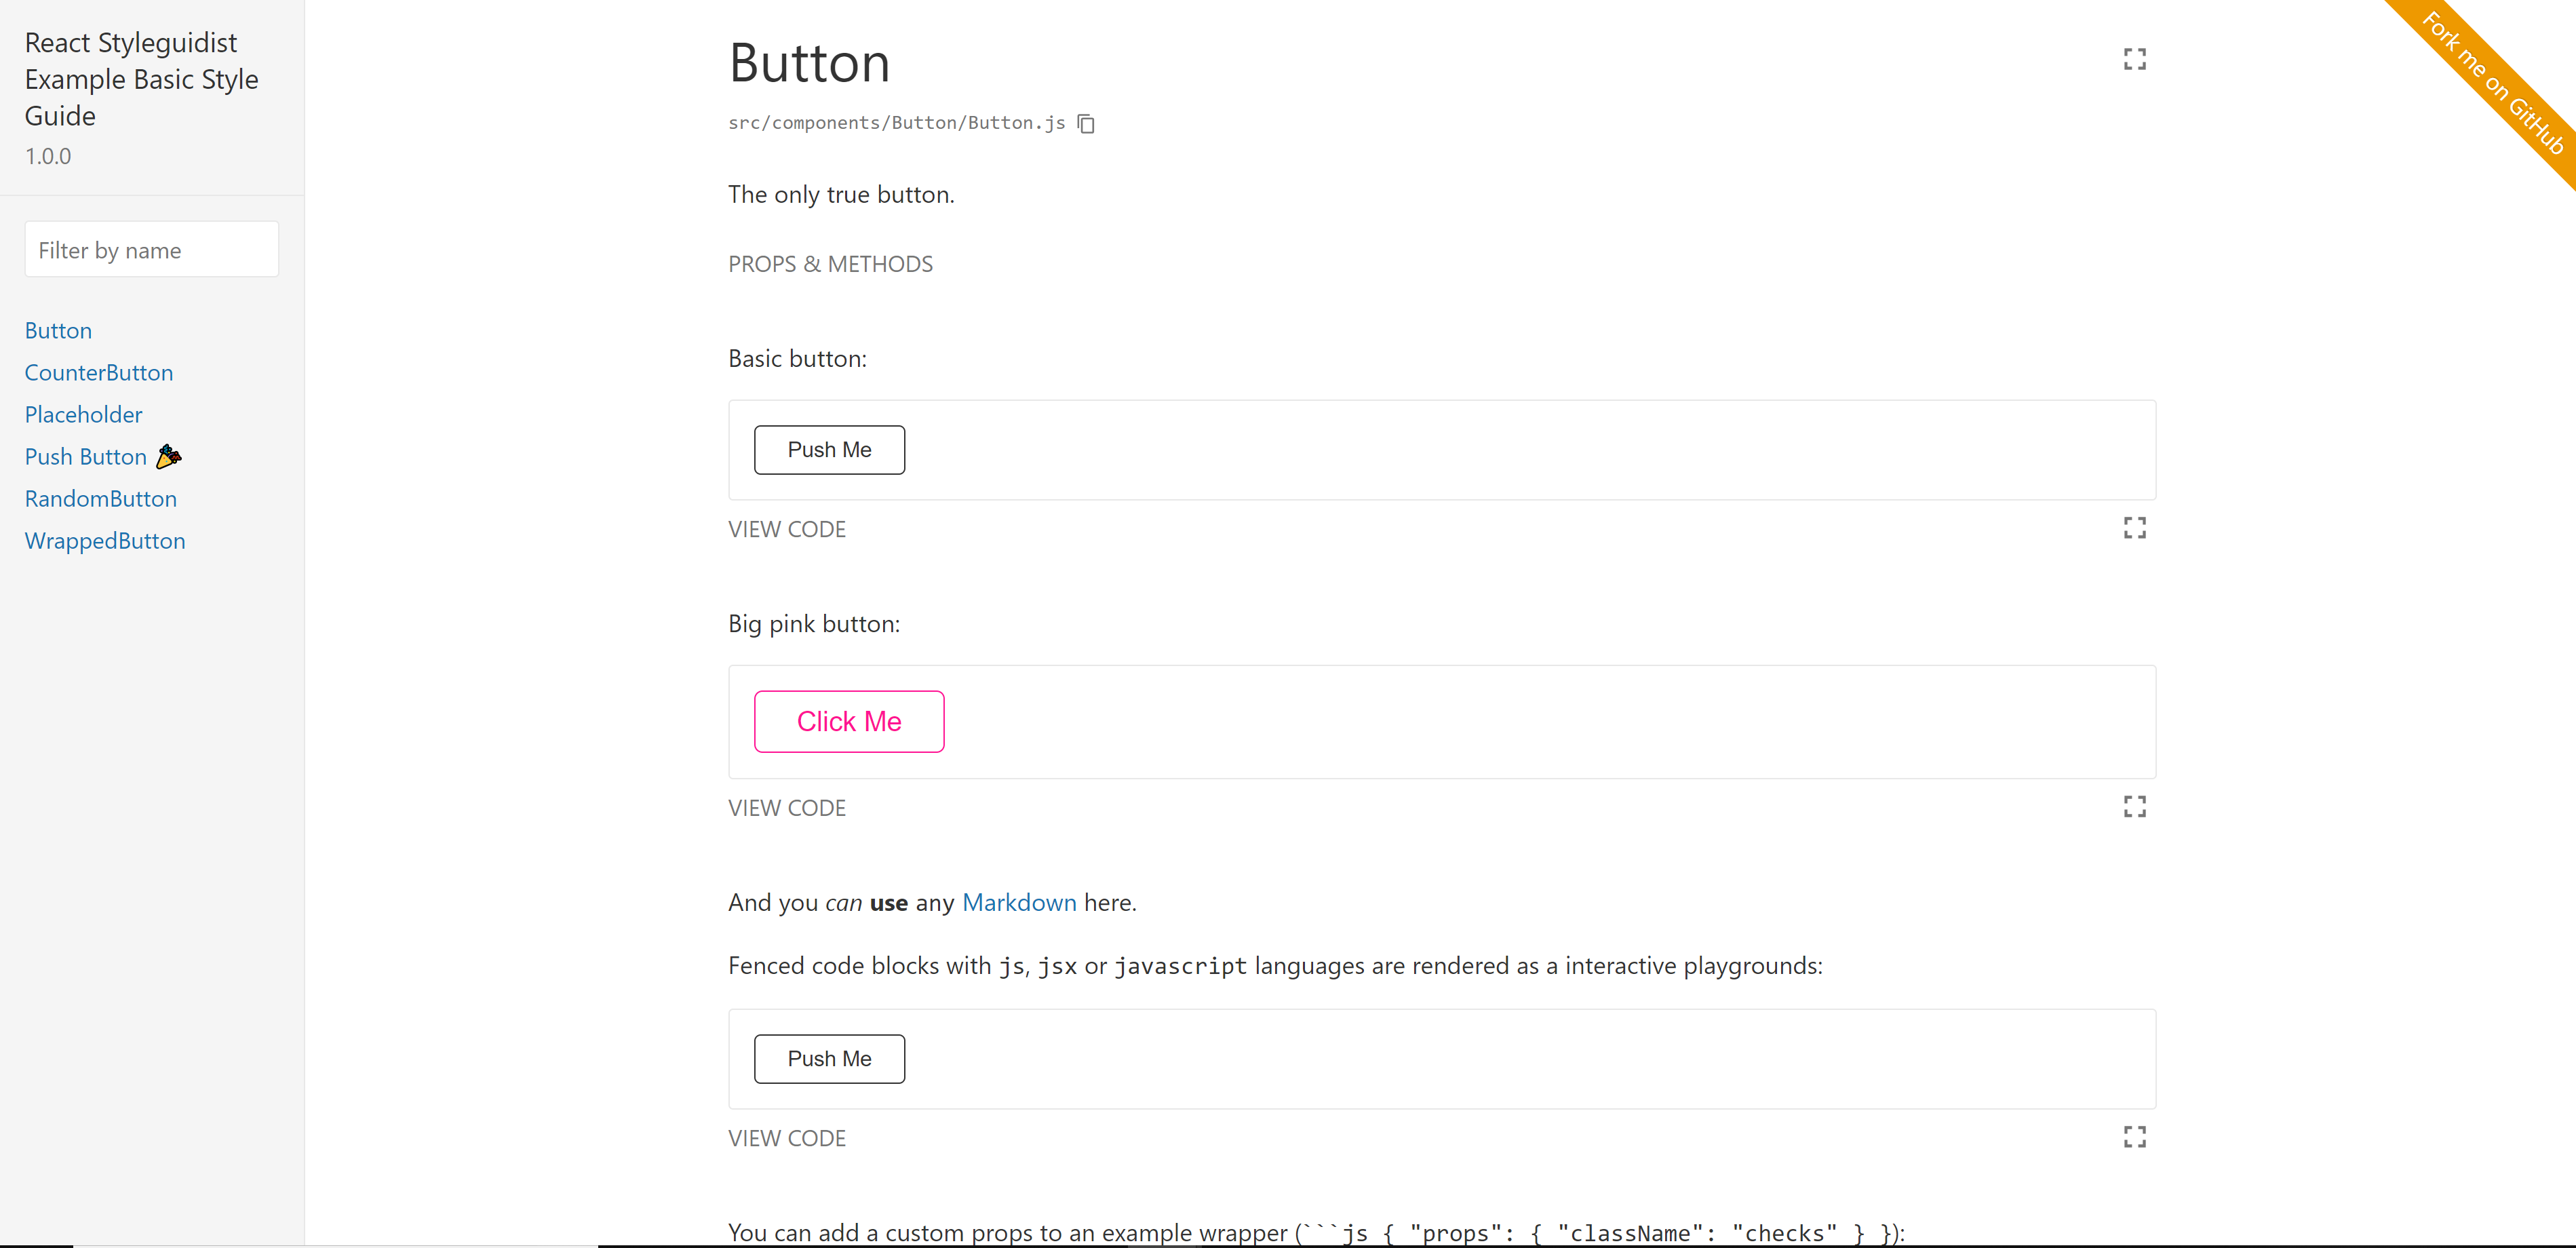 React Styleguidist
Example Basic Style
Guide
1.0.0
Filter by name
Button
CounterButton
Placeholder
Push Button 🎉
RandomButton
WrappedButton
Button
src/components/Button/Button.js
The only true button.
PROPS & METHODS
Basic button:
Push Me
VIEW CODE
Big pink button:
Click Me
VIEW CODE
And you can use any Markdown here.
Fenced code blocks with js, jsx or javascript languages are rendered as a interactive playgrounds:
Push Me
VIEW CODE
You can add a custom props to an example wrapper (```js { "props": { "className": "checks" } }):
Fork me on GitHub